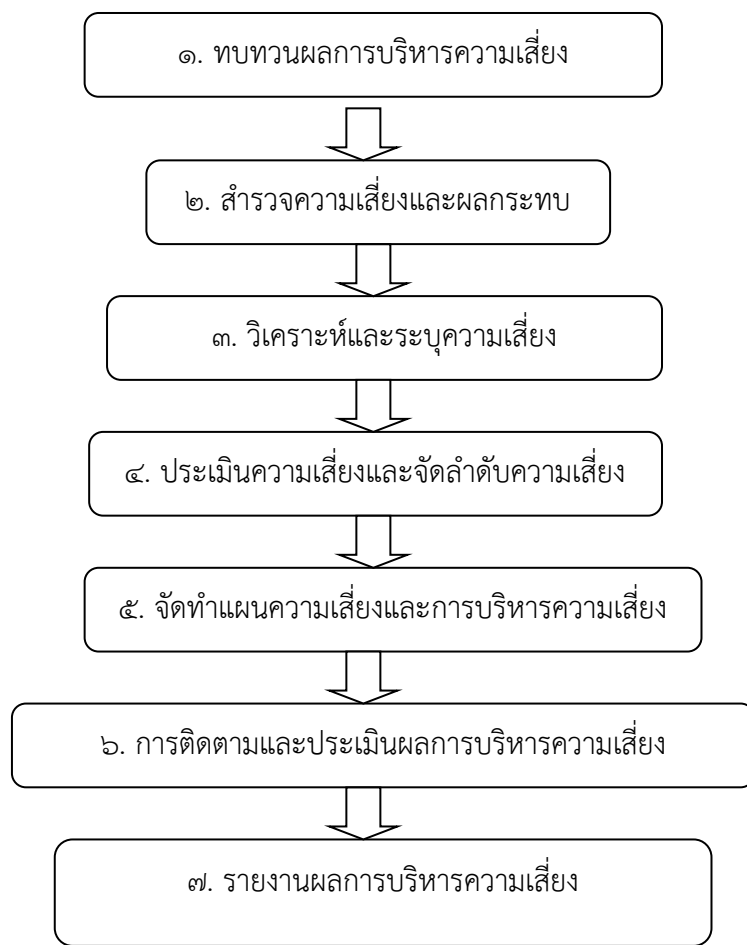 ๑. ทบทวนผลการบริหารความเสี่ยง
๒. สำรวจความเสี่ยงและผลกระทบ
๓. วิเคราะห์และระบุความเสี่ยง
๔. ประเมินความเสี่ยงและจัดลำดับความเสี่ยง
๕. จัดทำแผนความเสี่ยงและการบริหารความเสี่ยง
๖. การติดตามและประเมินผลการบริหารความเสี่ยง
๗. รายงานผลการบริหารความเสี่ยง